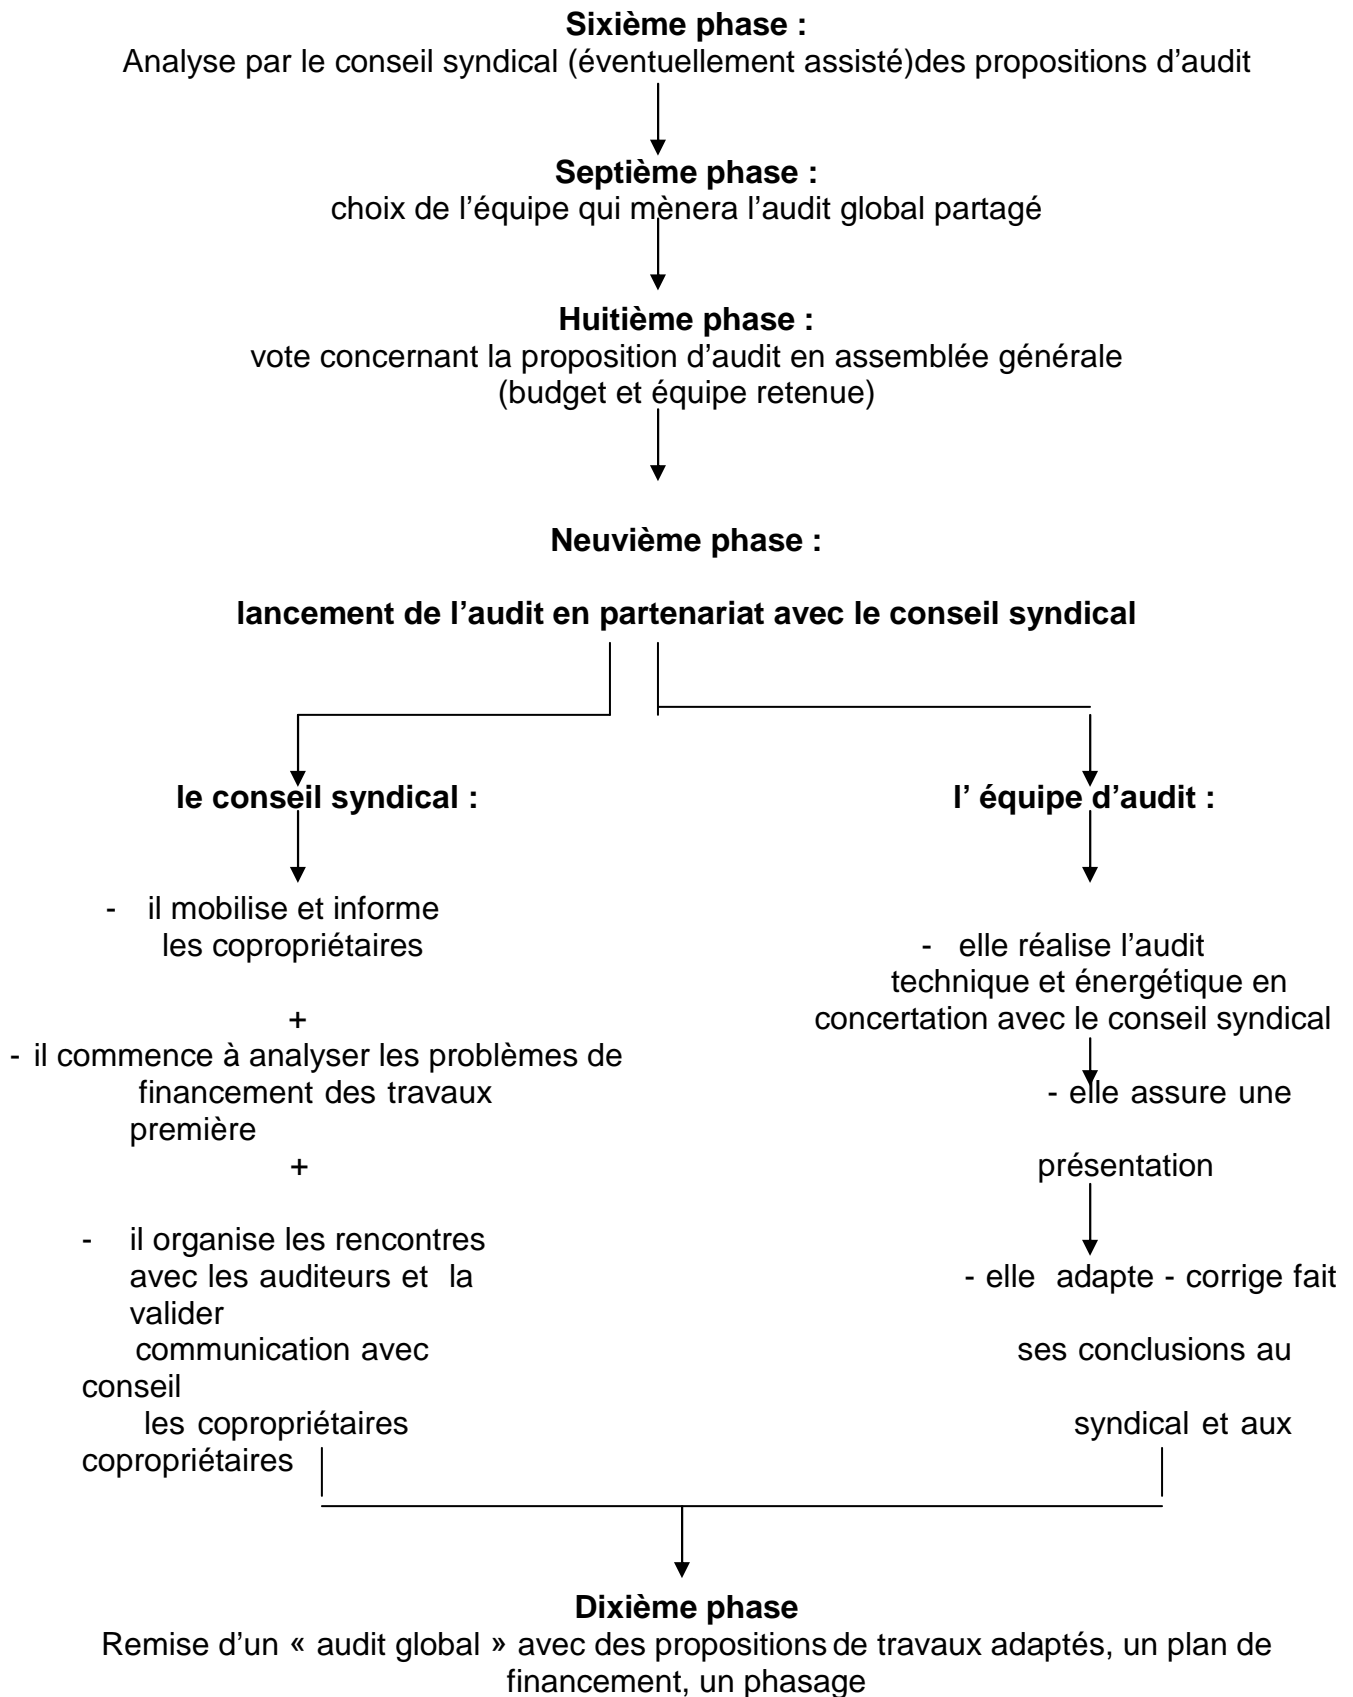 Sixième phase :
Analyse par le conseil syndical (éventuellement assisté)des propositions d’audit
Septième phase :
choix de l’équipe qui mènera l’audit global partagé
Huitième phase :
vote concernant la proposition d’audit en assemblée générale
(budget et équipe retenue)
Neuvième phase :
lancement de l’audit en partenariat avec le conseil syndical
le conseil syndical :
- il mobilise et informe
les copropriétaires
+
- il commence à analyser les problèmes de
financement des travaux
première
+
- il organise les rencontres
avec les auditeurs et la
valider
communication avec
conseil
les copropriétaires
copropriétaires
l’ équipe d’audit :
- elle réalise l’audit
technique et énergétique en
concertation avec le conseil syndical
- elle assure une
présentation
- elle adapte - corrige fait
ses conclusions au
syndical et aux
Dixième phase
Remise d’un « audit global » avec des propositions de travaux adaptés, un plan de
financement, un phasage